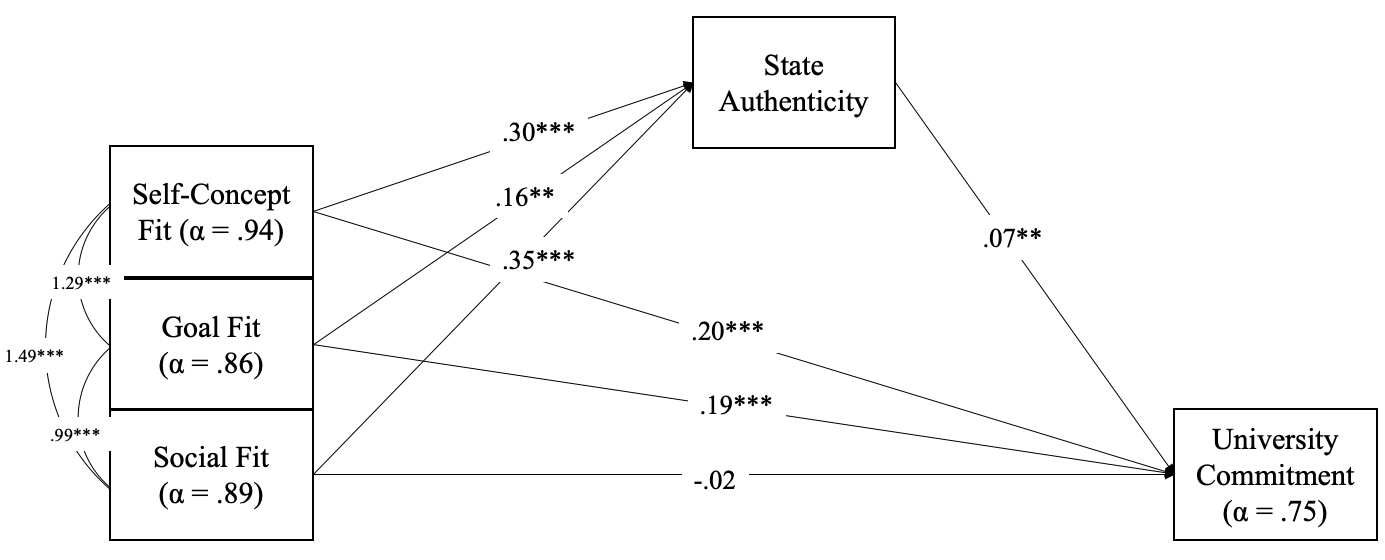 State
Authenticity
.30***
Self-Concept
Fit (α = .94)
.16**
.07**
.35***
1.29***
Goal Fit
(α = .86)
.20***
1.49***
.19***
.99***
Social Fit
(α = .89)
-.02
University
Commitment
(α = .75)